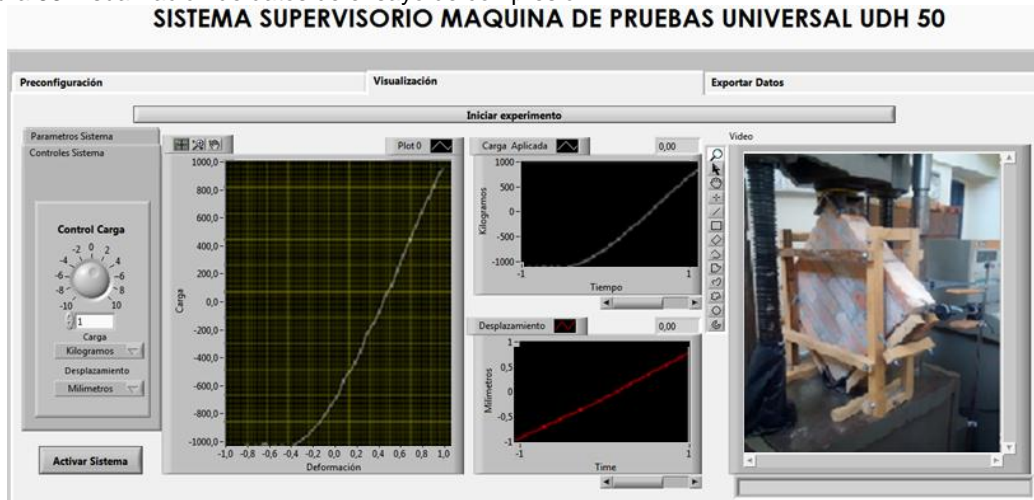 SISTEMA SUPERVISORIO MAQUINA DE PRUEBAS UNIVERSAL UDH 50
Preconfiguración
Visualización
Exportar Datos
Iniciar experimento
Parametros Sistema
Controles Sistema
Control Carga
-10 -8 -6 -4 -2 0 2 4 6 8 10
1
Carga
Kilogramos
Desplazamiento
Milimetros
Activar Sistema
Plot 0
1000,0
800,0
600,0
400,0
200,0
0,0
-200,0
-400,0
-600,0
-800,0
-1000,0
Carga
-1,0 -0,8 -0,6 -0,4 -0,2 0,0 0,2 0,4 0,6 0,8 1,0
Deformación
Carga Aplicada
0,00
1000
500
0
-500
-1000
Kilogramos
-1 1
Tiempo
Desplazamiento
0,00
1
0,5
0
-0,5
-1
Milimetros
-1 1
Time
Video